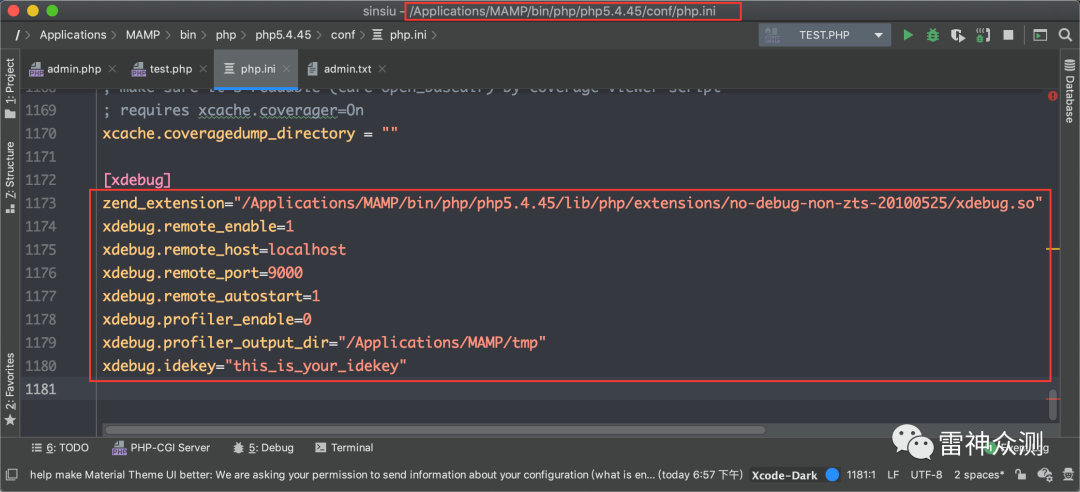 sinsiu – /Applications/MAMP/bin/php/php5.4.45/conf/php.ini
/ Applications MAMP bin php php5.4.45 conf php.ini
TEST.PHP
admin.php test.php php.ini admin.txt
1: Project
Z: Structure
2: Favorites
Database
1169 ; requires xcache.coverager=On
1170 xcache.coveragedump_directory = ""
1171
1172 [xdebug]
1173 zend_extension="/Applications/MAMP/bin/php/php5.4.45/lib/php/extensions/no-debug-non-zts-20100525/xdebug.so"
1174 xdebug.remote_enable=1
1175 xdebug.remote_host=localhost
1176 xdebug.remote_port=9000
1177 xdebug.remote_autostart=1
1178 xdebug.profiler_enable=0
1179 xdebug.profiler_output_dir="/Applications/MAMP/tmp"
1180 xdebug.idekey="this_is_your_idekey"
1181
6: TODO PHP-CGI Server 5: Debug Terminal
雷神众测
help make Material Theme UI better: We are asking your permission to send information about your configuration (what is en... (today 6:57 下午) Xcode-Dark 1181:1 LF UTF-8 2 spaces*